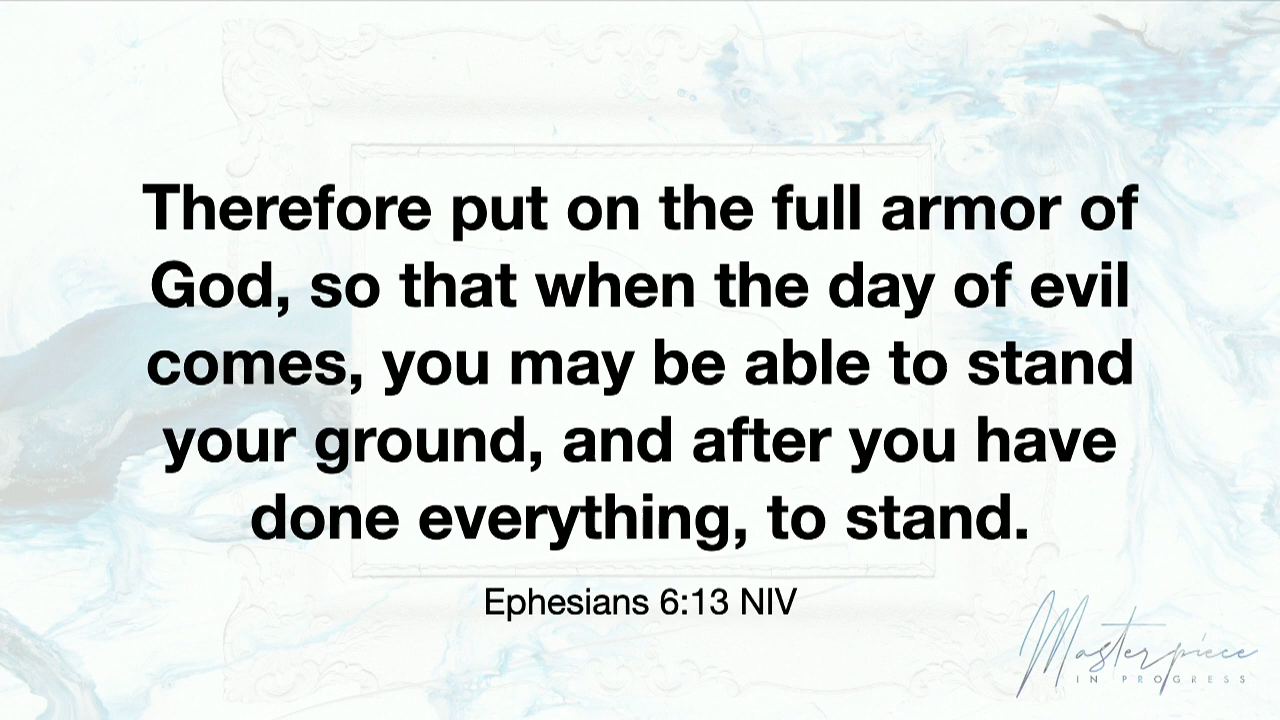 Therefore put on the full armor of
God, so that when the day of evil
comes, you may be able to stand
your ground, and after you have
done everything, to stand.
Ephesians 6:13 NIV
Masterpiece
IN PROGRESS